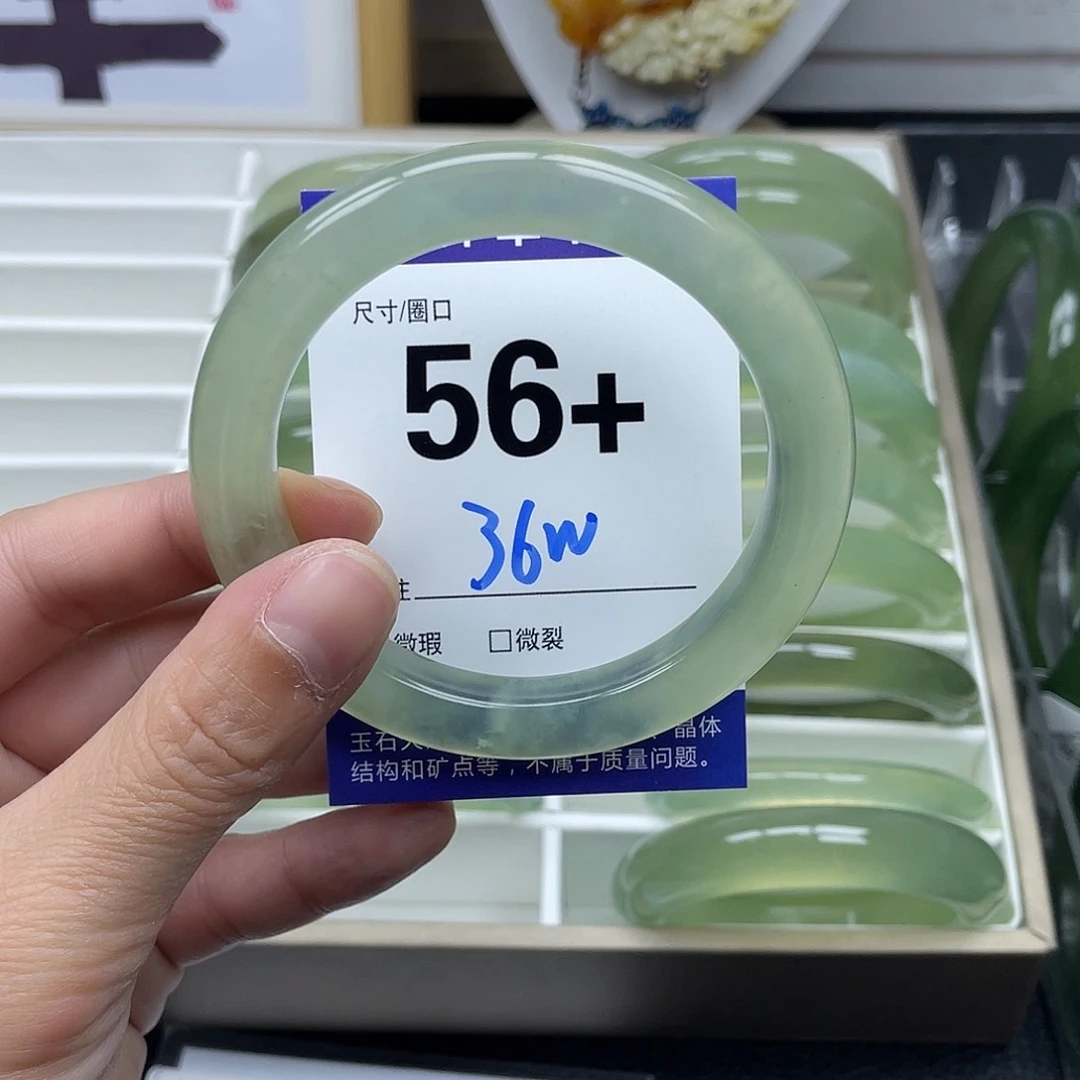 尺寸/圈口
56+
36w
注
微瑕 □微裂
玉石天 晶体
结构和矿点等，不属于质量问题。